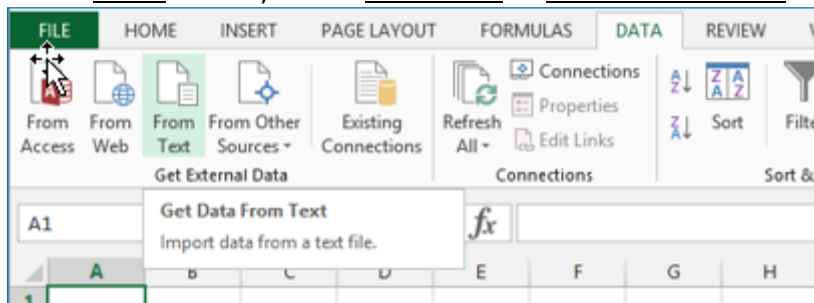 FILE HOME INSERT PAGE LAYOUT FORMULAS DATA REVIEW
From Access
From Web
From Text
From Other Sources
Existing Connections
Refresh All
Connections
Properties
Edit Links
Sort
Get External Data
Connections
Sort &
Get Data From Text
Import data from a text file.
A1
fx
A B C D E F G H
1